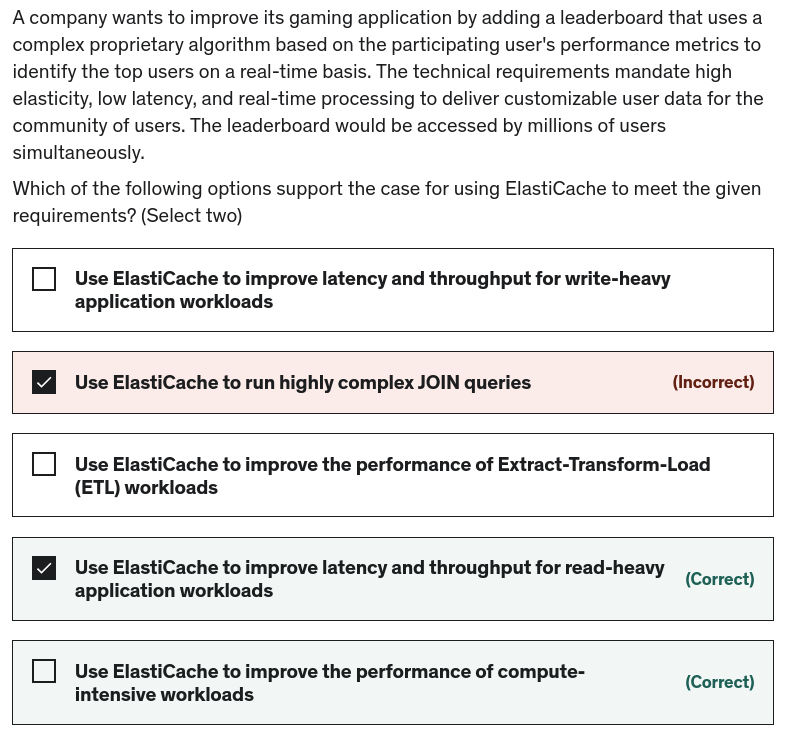 A company wants to improve its gaming application by adding a leaderboard that uses a
complex proprietary algorithm based on the participating user's performance metrics to
identify the top users on a real-time basis. The technical requirements mandate high
elasticity, low latency, and real-time processing to deliver customizable user data for the
community of users. The leaderboard would be accessed by millions of users
simultaneously.
Which of the following options support the case for using ElastiCache to meet the given
requirements? (Select two)
Use ElastiCache to improve latency and throughput for write-heavy
application workloads
Use ElastiCache to run highly complex JOIN queries
(Incorrect)
Use ElastiCache to improve the performance of Extract-Transform-Load
(ETL) workloads
Use ElastiCache to improve latency and throughput for read-heavy
application workloads
(Correct)
Use ElastiCache to improve the performance of compute-
intensive workloads
(Correct)